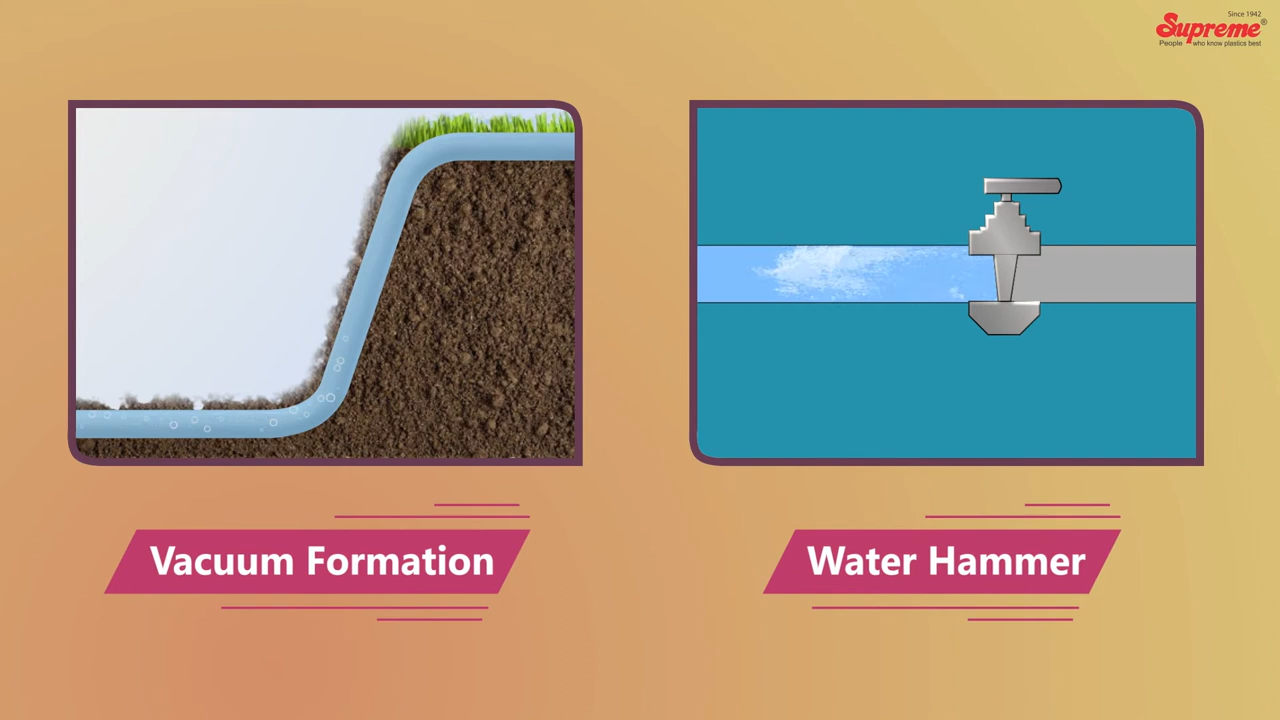 Since 1942
Supreme®
People who know plastics best
Vacuum Formation
Water Hammer